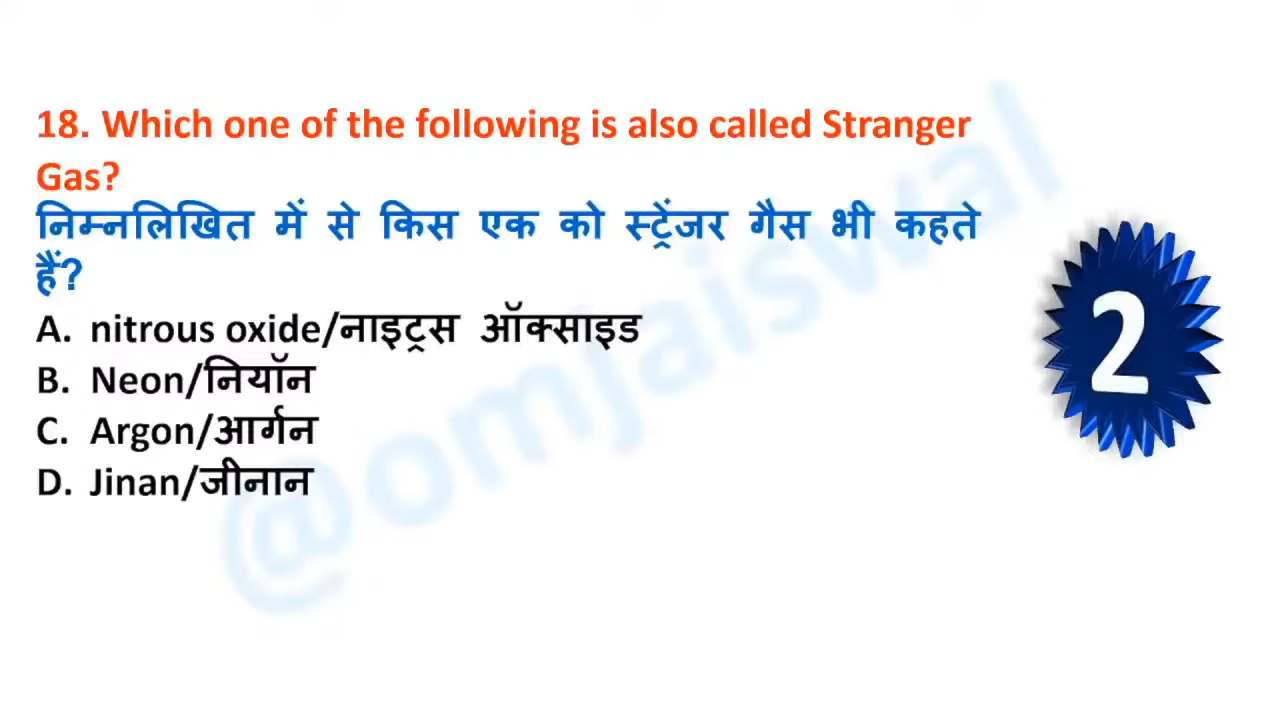 18. Which one of the following is also called Stranger
Gas?
निम्नलिखित में से किस एक को स्ट्रेंजर गैस भी कहते
हैं?
A. nitrous oxide/नाइट्रस ऑक्साइड
B. Neon/नियॉन
C. Argon/आर्गन
D. Jinan/जीनान
2
@omjaiswal